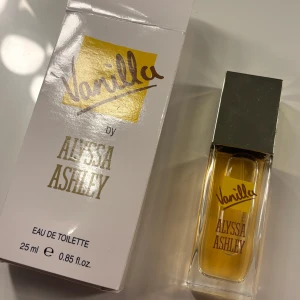 Vanilla
by
ALYSSA
ASHLEY
EAU DE TOILETTE
25 ml e 0.85 fl.oz.
Vanilla
ALYSSA
ASHLEY